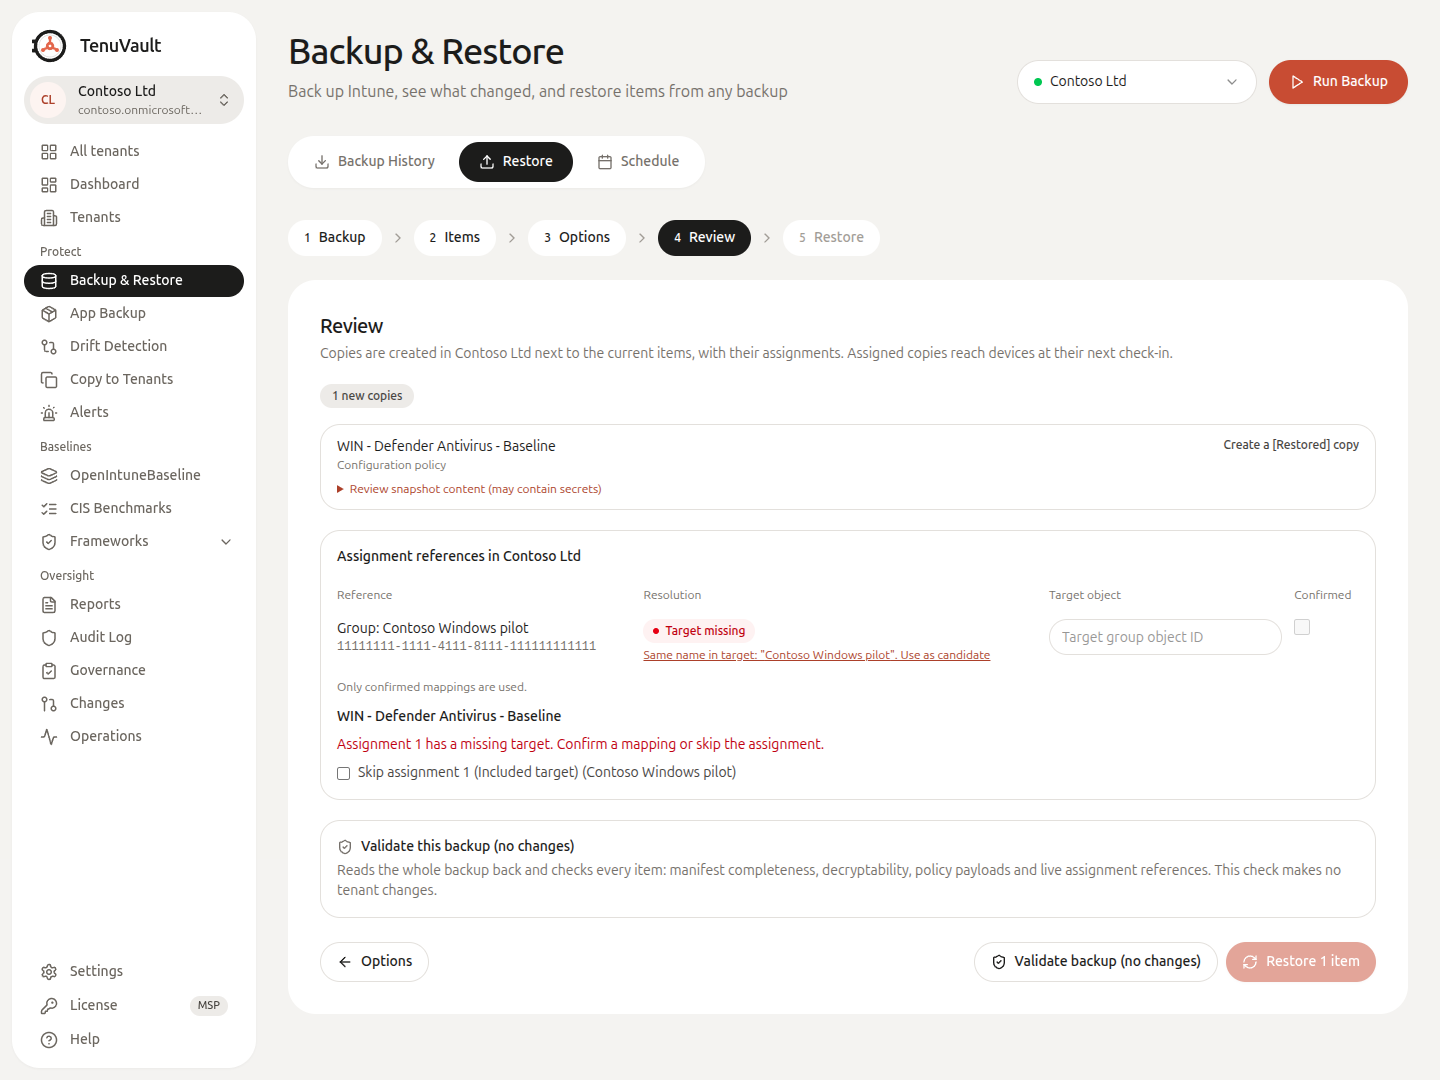 TenuVault
CL
Contoso Ltd
contoso.onmicrosoft...
All tenants
Dashboard
Tenants
Protect
Backup & Restore
App Backup
Drift Detection
Copy to Tenants
Alerts
Baselines
OpenIntuneBaseline
CIS Benchmarks
Frameworks
Oversight
Reports
Audit Log
Governance
Changes
Operations
Settings
License MSP
Help
Backup & Restore
Back up Intune, see what changed, and restore items from any backup
Contoso Ltd
Run Backup
Backup History Restore Schedule
1 Backup 2 Items 3 Options 4 Review 5 Restore
Review
Copies are created in Contoso Ltd next to the current items, with their assignments. Assigned copies reach devices at their next check-in.
1 new copies
WIN - Defender Antivirus - Baseline Create a [Restored] copy
Configuration policy
Review snapshot content (may contain secrets)
Assignment references in Contoso Ltd
Reference Resolution Target object Confirmed
Group: Contoso Windows pilot Target missing Target group object ID
11111111-1111-4111-8111-111111111111
Same name in target: "Contoso Windows pilot". Use as candidate
Only confirmed mappings are used.
WIN - Defender Antivirus - Baseline
Assignment 1 has a missing target. Confirm a mapping or skip the assignment.
Skip assignment 1 (Included target) (Contoso Windows pilot)
Validate this backup (no changes)
Reads the whole backup back and checks every item: manifest completeness, decryptability, policy payloads and live assignment references. This check makes no
tenant changes.
Options Validate backup (no changes) Restore 1 item